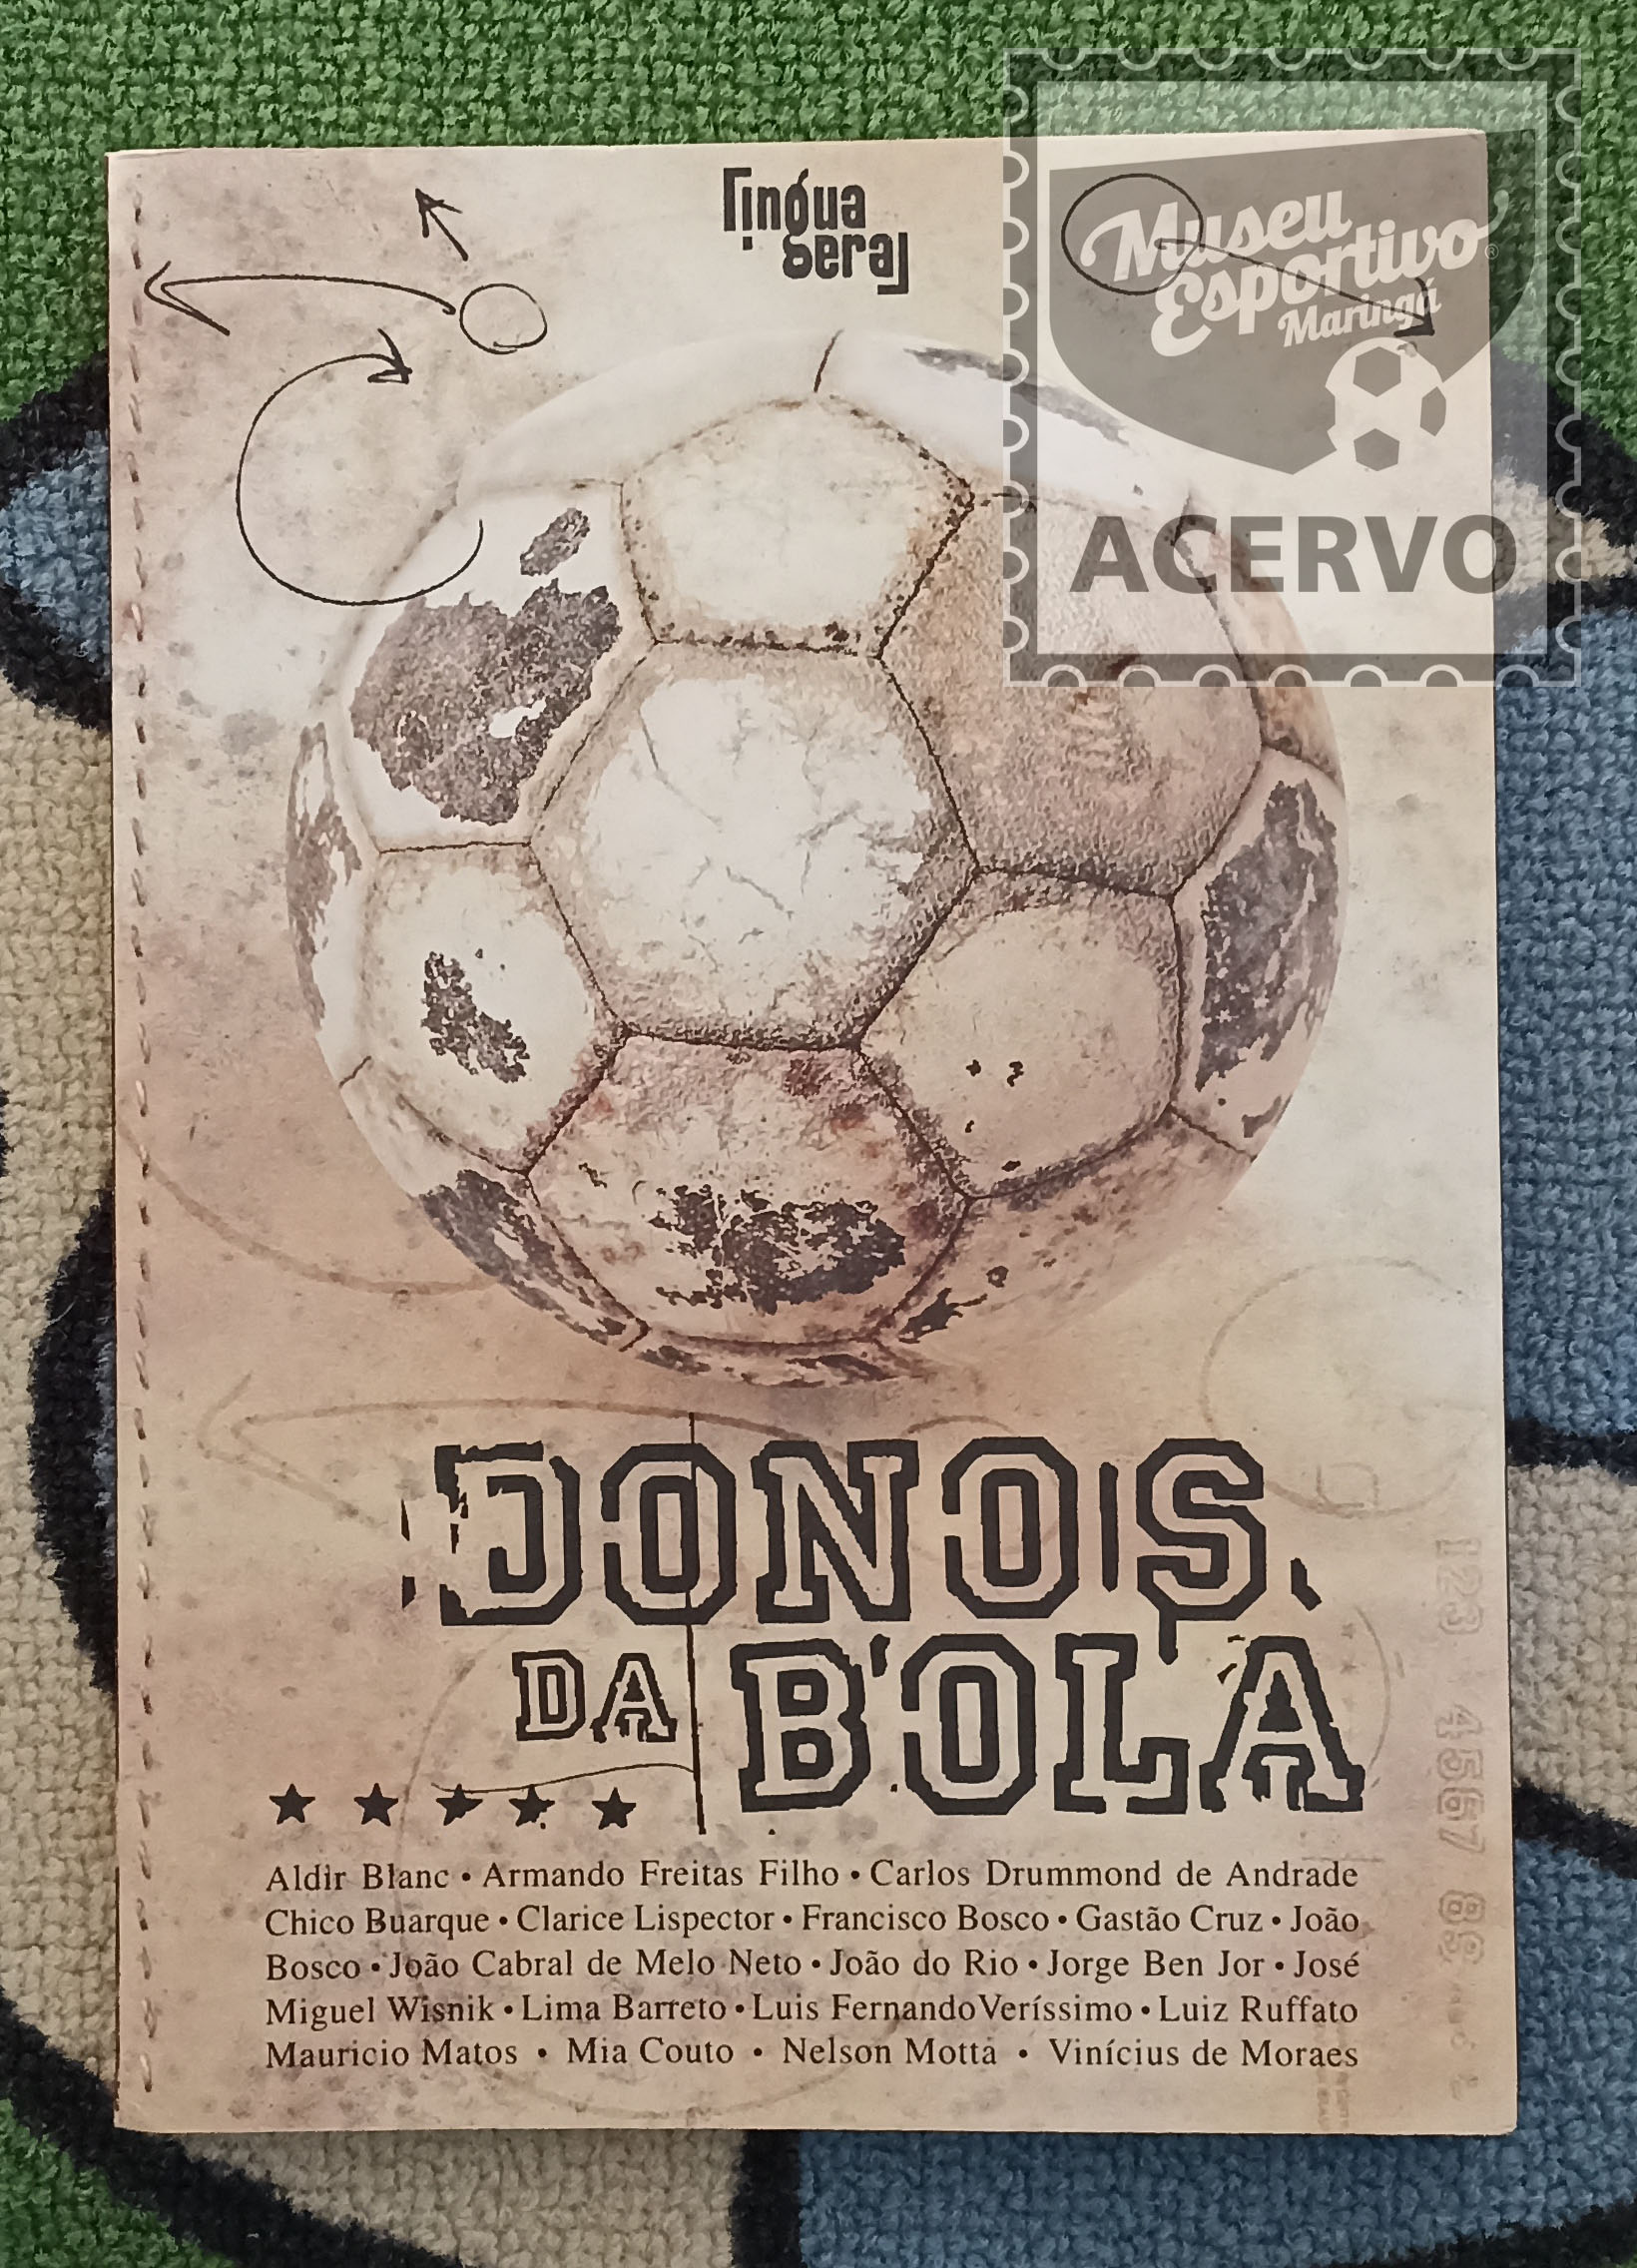 língua
geral
Museu
Esportivo
Maringá
ACERVO
DONOS
DA BOLA
Aldir Blanc • Armando Freitas Filho • Carlos Drummond de Andrade
Chico Buarque • Clarice Lispector • Francisco Bosco • Gastão Cruz • João
Bosco • João Cabral de Melo Neto • João do Rio • Jorge Ben Jor • José
Miguel Wisnik • Lima Barreto • Luis Fernando Veríssimo • Luiz Ruffato
Mauricio Matos • Mia Couto • Nelson Motta • Vinícius de Moraes
123 4567